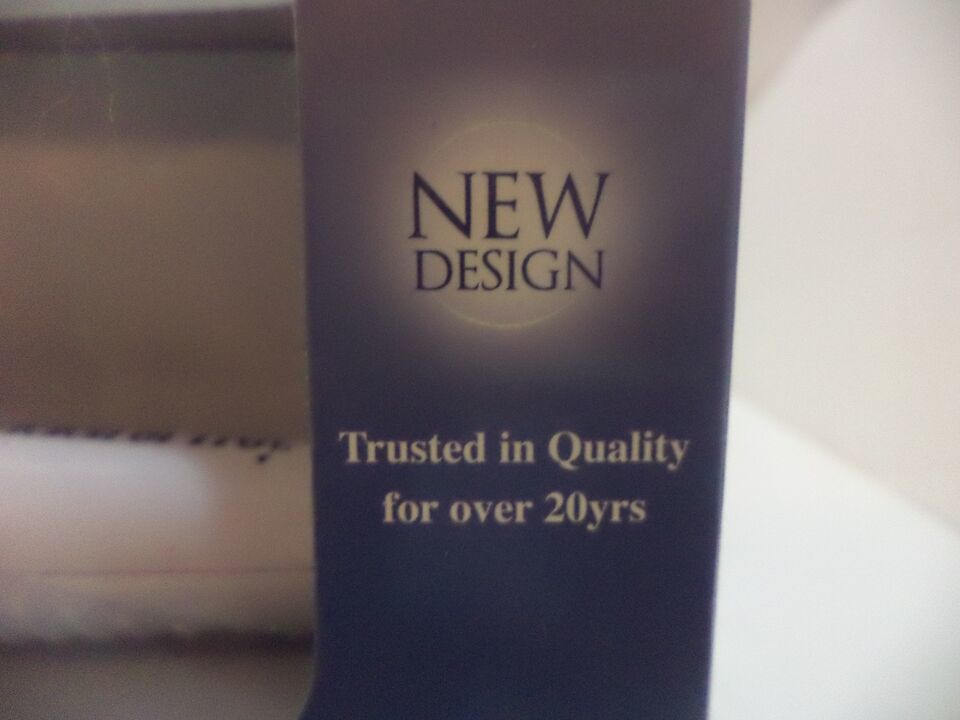 NEW
DESIGN
Trusted in Quality
for over 20yrs